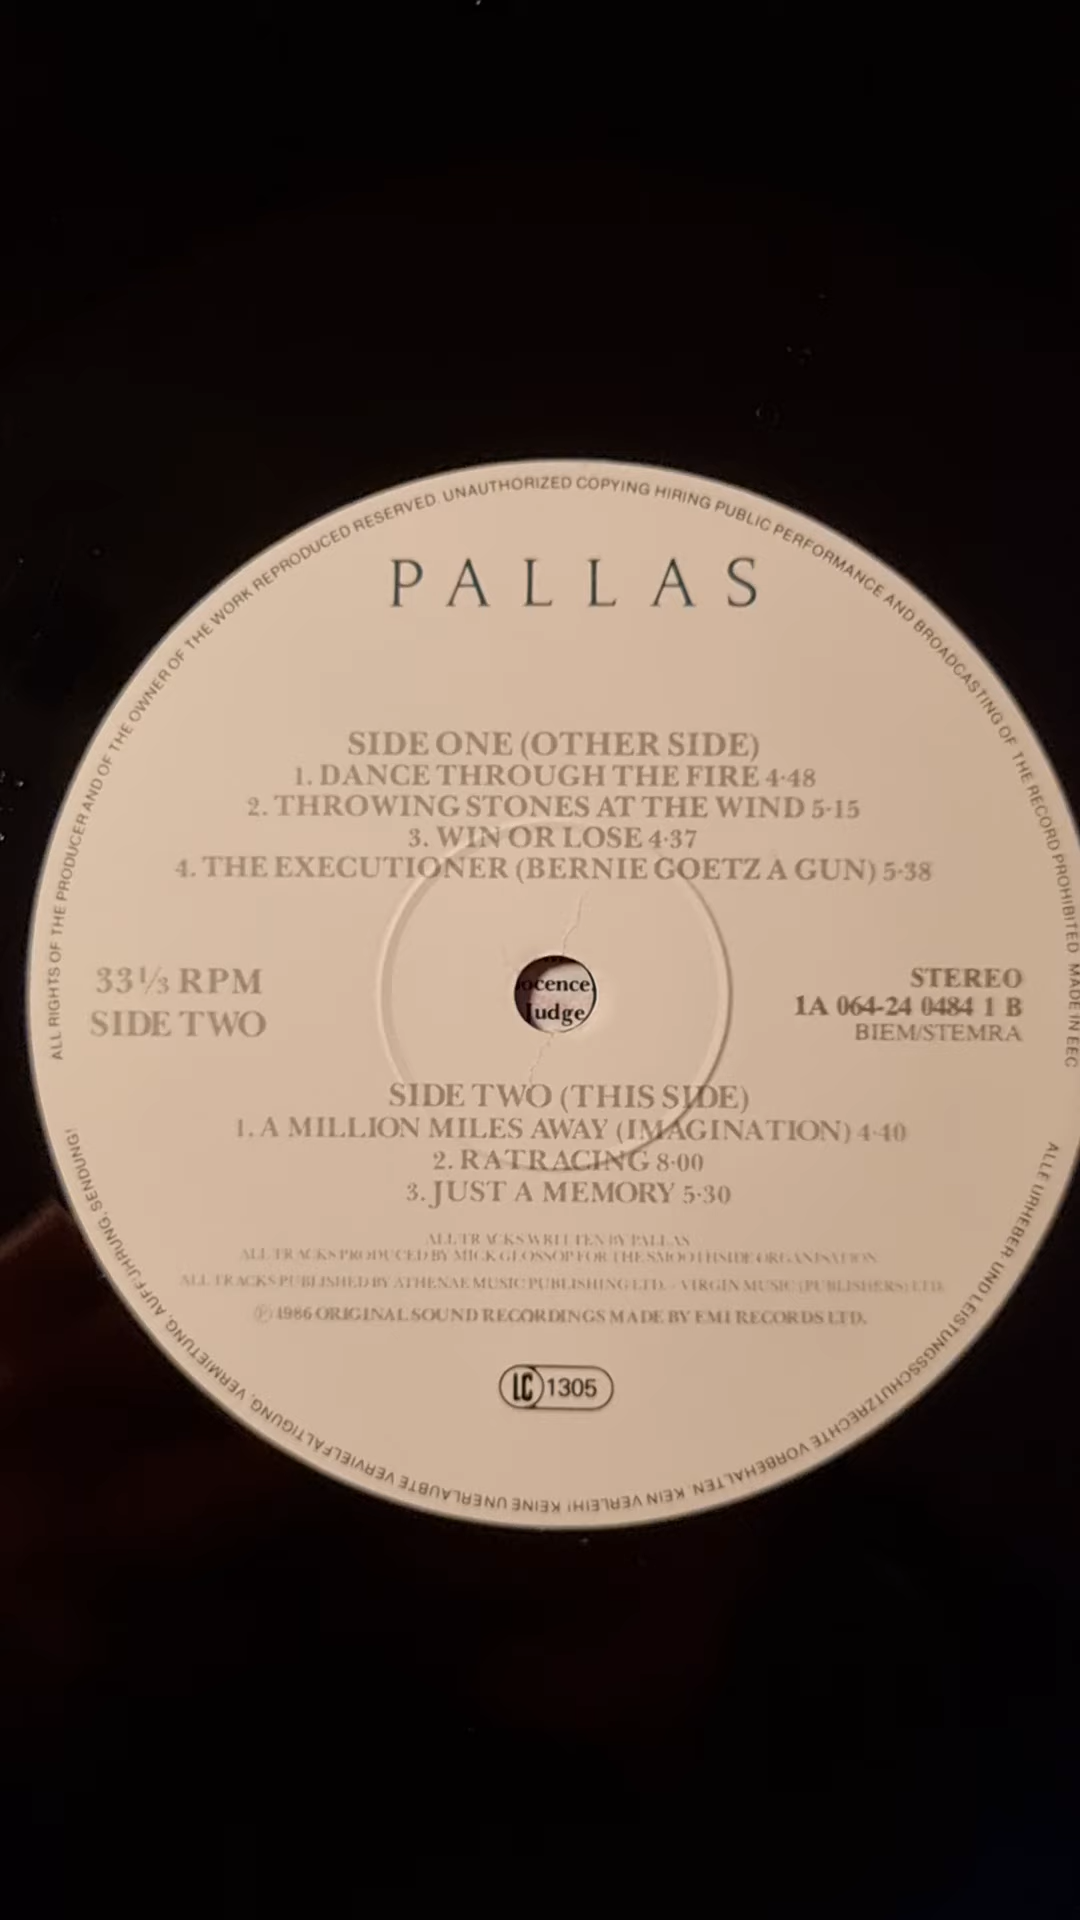 ALL RIGHTS OF THE PRODUCER AND OF THE OWNER OF THE WORK REPRODUCED RESERVED. UNAUTHORIZED COPYING HIRING PUBLIC PERFORMANCE AND BROADCASTING OF THE RECORD PROHIBITED. MADE IN EEC
PALLAS
SIDE ONE (OTHER SIDE)
1. DANCE THROUGH THE FIRE 4·48
2. THROWING STONES AT THE WIND 5·15
3. WIN OR LOSE 4·37
4. THE EXECUTIONER (BERNIE GOETZ A GUN) 5·38
33⅓ RPM
SIDE TWO
ocence
Judge
STEREO
1A 064-24 0484 1 B
BIEM/STEMRA
SIDE TWO (THIS SIDE)
1. A MILLION MILES AWAY (IMAGINATION) 4·40
2. RATRACING 8·00
3. JUST A MEMORY 5·30
ALL TRACKS WRITTEN BY PALLAS
ALL TRACKS PRODUCED BY MICK GLOSSOP FOR THE SMOOTHSIDE ORGANISATION
ALL TRACKS PUBLISHED BY ATHENAE MUSIC PUBLISHING LTD. / VIRGIN MUSIC (PUBLISHERS) LTD.
℗ 1986 ORIGINAL SOUND RECORDINGS MADE BY EMI RECORDS LTD.
LC 1305
ALLE URHEBER- UND LEISTUNGSSCHUTZRECHTE VORBEHALTEN. KEIN VERLEIH! KEINE UNERLAUBTE VERVIELFÄLTIGUNG, VERMIETUNG, AUFFÜHRUNG, SENDUNG!